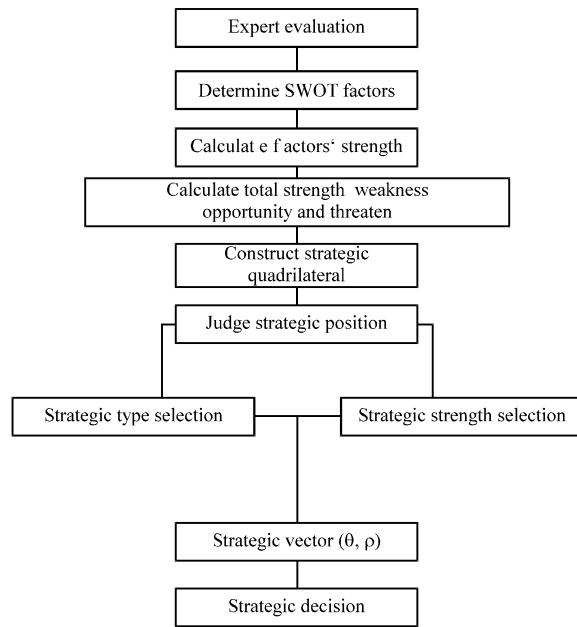 Expert evaluation
Determine SWOT factors
Calculat e f actors‘ strength
Calculate total strength weakness
opportunity and threaten
Construct strategic
quadrilateral
Judge strategic position
Strategic type selection
Strategic strength selection
Strategic vector (θ, ρ)
Strategic decision